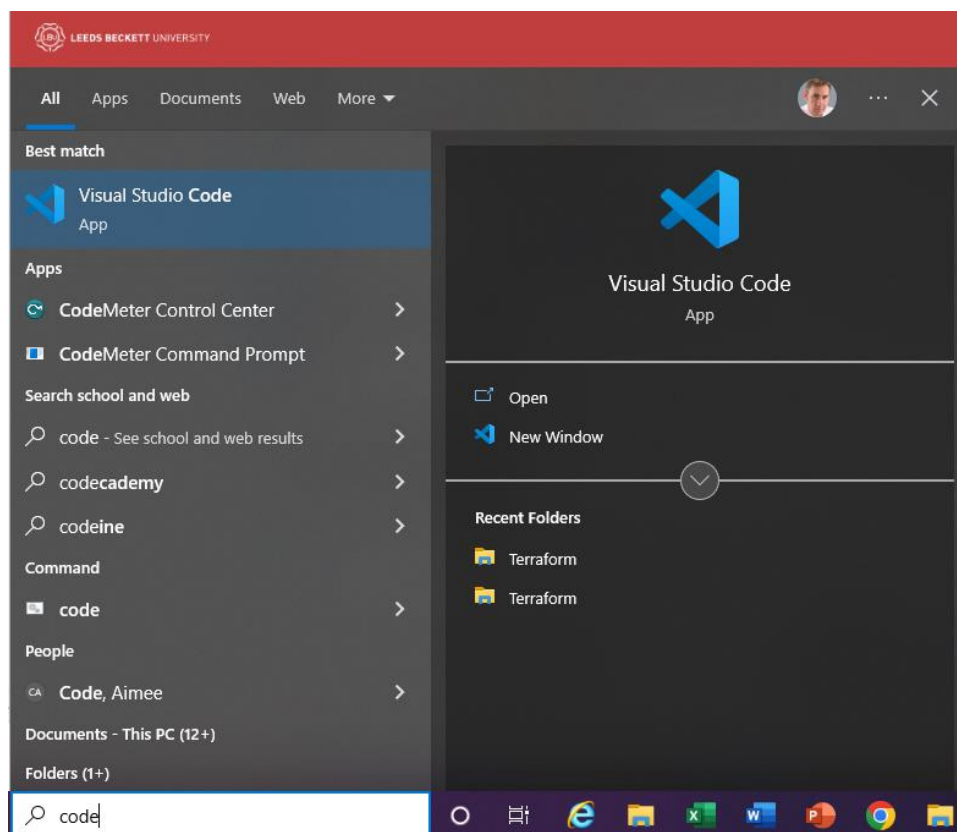 LEEDS BECKETT UNIVERSITY
All Apps Documents Web More
Best match
Visual Studio Code
App
Apps
CodeMeter Control Center
CodeMeter Command Prompt
Search school and web
code - See school and web results
codecademy
codeine
Command
code
People
CA Code, Aimee
Documents - This PC (12+)
Folders (1+)
code
Visual Studio Code
App
Open
New Window
Recent Folders
Terraform
Terraform